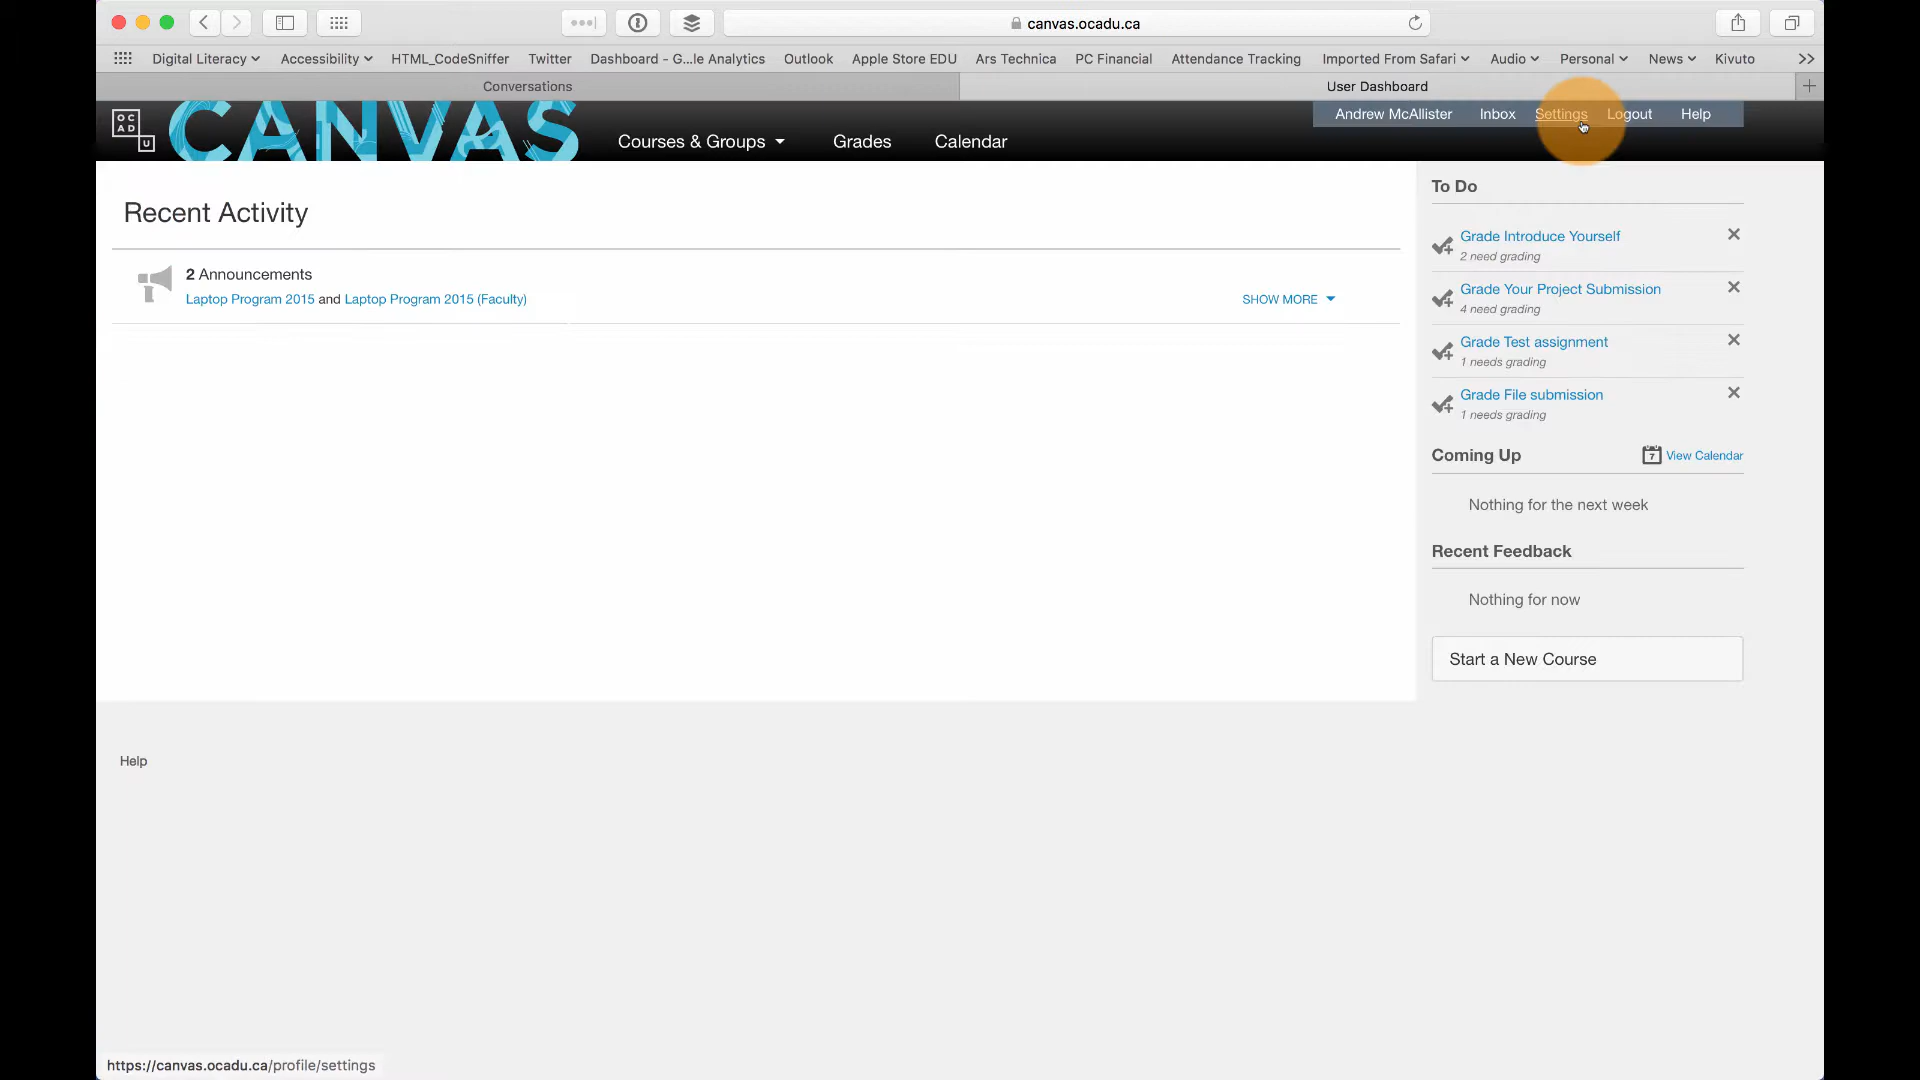 canvas.ocadu.ca
Digital Literacy Accessibility HTML_CodeSniffer Twitter Dashboard - G...le Analytics Outlook Apple Store EDU Ars Technica PC Financial Attendance Tracking Imported From Safari Audio Personal News Kivuto
Conversations User Dashboard
OCAD U CANVAS Courses & Groups Grades Calendar Andrew McAllister Inbox Settings Logout Help
Recent Activity
2 Announcements
Laptop Program 2015 and Laptop Program 2015 (Faculty) SHOW MORE
To Do
Grade Introduce Yourself
2 need grading
Grade Your Project Submission
4 need grading
Grade Test assignment
1 needs grading
Grade File submission
1 needs grading
Coming Up 7 View Calendar
Nothing for the next week
Recent Feedback
Nothing for now
Start a New Course
Help
https://canvas.ocadu.ca/profile/settings